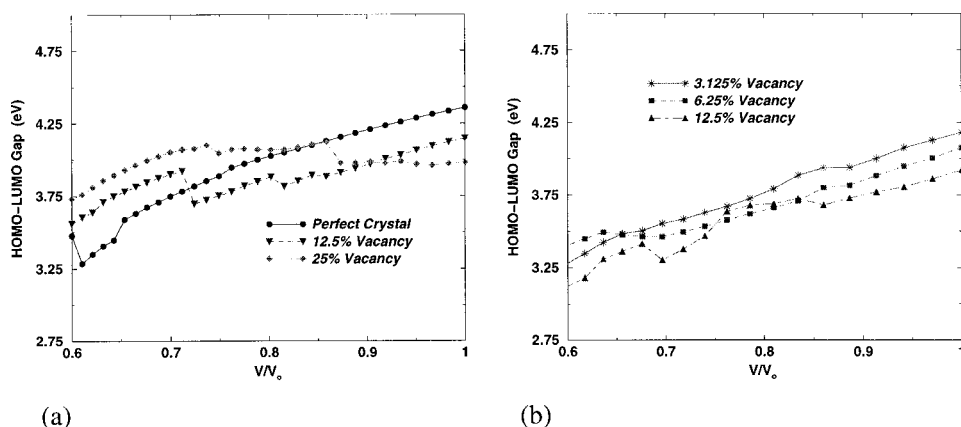 (a)
4.75
4.25
3.75
3.25
2.75
HOMO–LUMO Gap (eV)
Perfect Crystal
12.5% Vacancy
25% Vacancy
0.6 0.7 0.8 0.9 1
V/Vo
(b)
4.75
4.25
3.75
3.25
2.75
HOMO–LUMO Gap (eV)
3.125% Vacancy
6.25% Vacancy
12.5% Vacancy
0.6 0.7 0.8 0.9 1
V/Vo
(a)
(b)